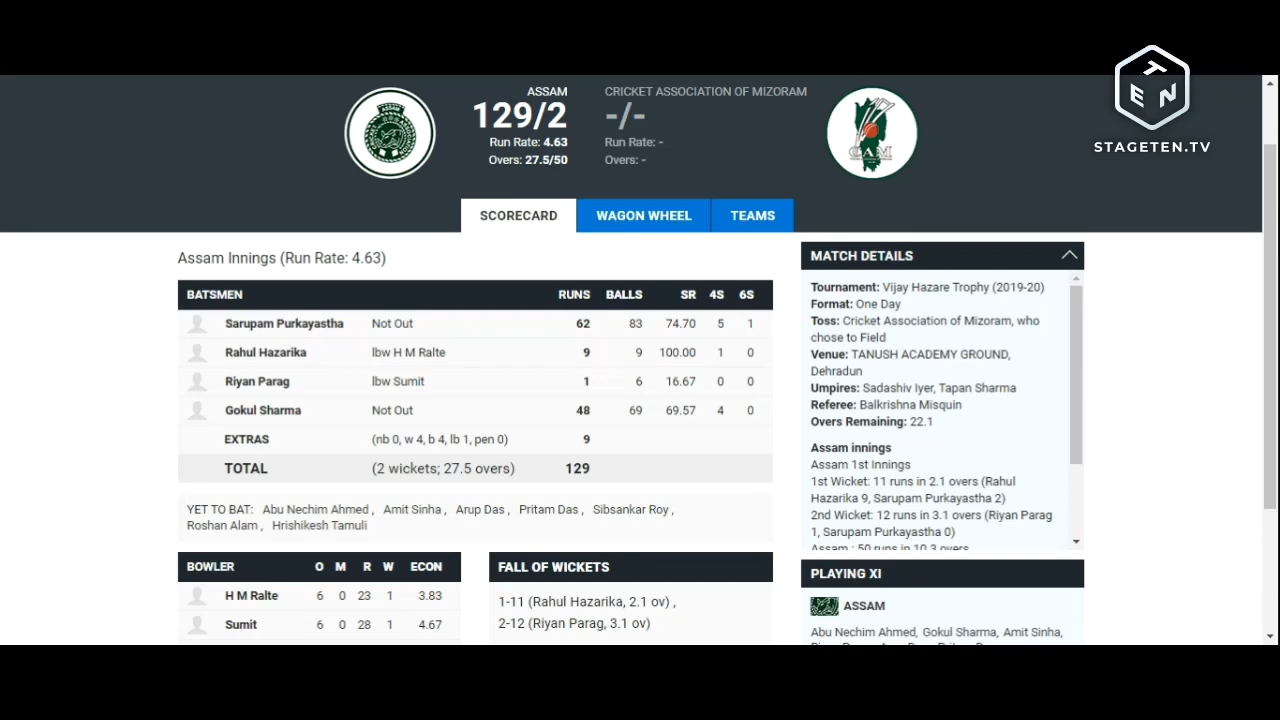 ASSAM
129/2
Run Rate: 4.63
Overs: 27.5/50
CRICKET ASSOCIATION OF MIZORAM
-/-
Run Rate: -
Overs: -
CAM
TEN
STAGETEN.TV
SCORECARD
WAGON WHEEL
TEAMS
Assam Innings (Run Rate: 4.63)
BATSMEN RUNS BALLS SR 4S 6S
Sarupam Purkayastha Not Out 62 83 74.70 5 1
Rahul Hazarika lbw H M Ralte 9 9 100.00 1 0
Riyan Parag lbw Sumit 1 6 16.67 0 0
Gokul Sharma Not Out 48 69 69.57 4 0
EXTRAS (nb 0, w 4, b 4, lb 1, pen 0) 9
TOTAL (2 wickets; 27.5 overs) 129
YET TO BAT: Abu Nechim Ahmed , Amit Sinha , Arup Das , Pritam Das , Sibsankar Roy ,
Roshan Alam , Hrishikesh Tamuli
BOWLER O M R W ECON
H M Ralte 6 0 23 1 3.83
Sumit 6 0 28 1 4.67
FALL OF WICKETS
1-11 (Rahul Hazarika, 2.1 ov) ,
2-12 (Riyan Parag, 3.1 ov)
MATCH DETAILS
Tournament: Vijay Hazare Trophy (2019-20)
Format: One Day
Toss: Cricket Association of Mizoram, who
chose to Field
Venue: TANUSH ACADEMY GROUND,
Dehradun
Umpires: Sadashiv Iyer, Tapan Sharma
Referee: Balkrishna Misquin
Overs Remaining: 22.1
Assam innings
Assam 1st Innings
1st Wicket: 11 runs in 2.1 overs (Rahul
Hazarika 9, Sarupam Purkayastha 2)
2nd Wicket: 12 runs in 3.1 overs (Riyan Parag
1, Sarupam Purkayastha 0)
Assam : 50 runs in 10.3 overs
PLAYING XI
ASSAM
Abu Nechim Ahmed, Gokul Sharma, Amit Sinha,